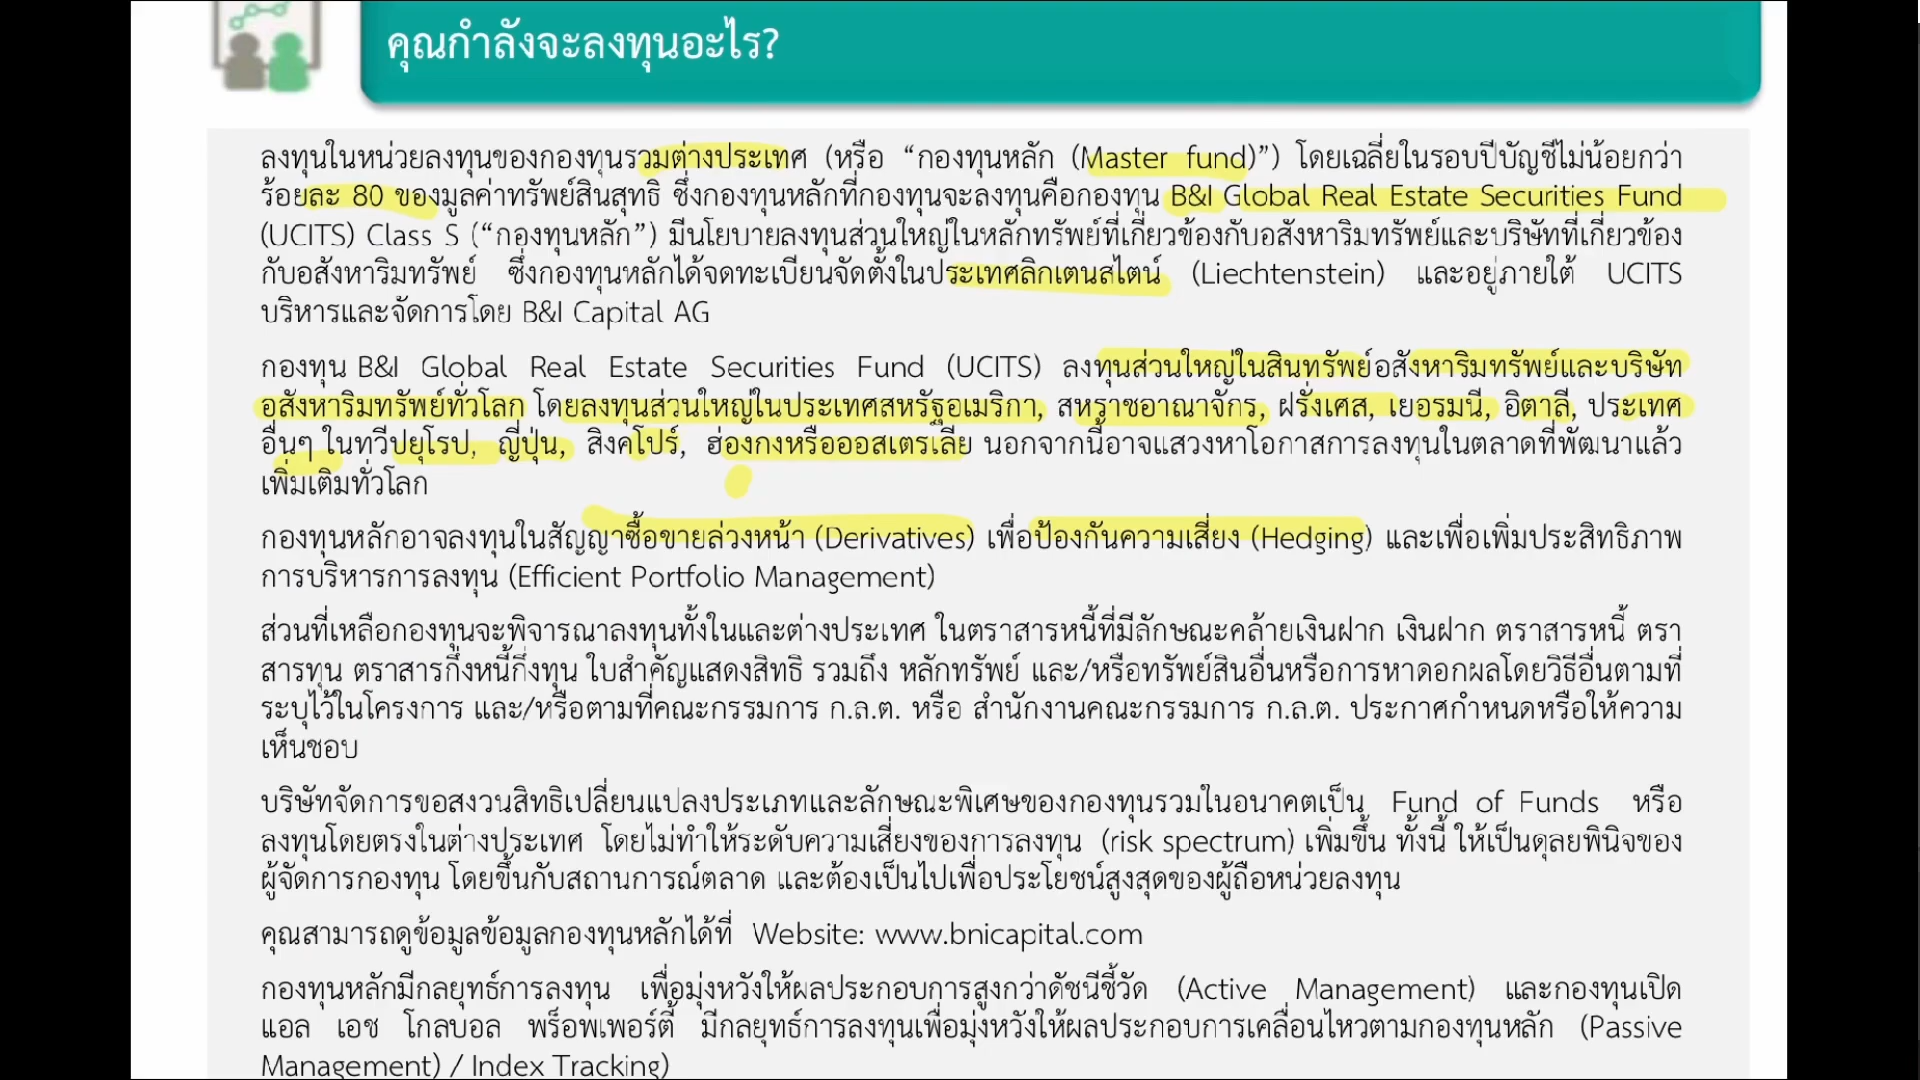 คุณกำลังจะลงทุนอะไร?
ลงทุนในหน่วยลงทุนของกองทุนรวมต่างประเทศ (หรือ “กองทุนหลัก (Master fund)”) โดยเฉลี่ยในรอบปีบัญชีไม่น้อยกว่า
ร้อยละ 80 ของมูลค่าทรัพย์สินสุทธิ ซึ่งกองทุนหลักที่กองทุนจะลงทุนคือกองทุน B&I Global Real Estate Securities Fund
(UCITS) Class S (“กองทุนหลัก”) มีนโยบายลงทุนส่วนใหญ่ในหลักทรัพย์ที่เกี่ยวข้องกับอสังหาริมทรัพย์และบริษัทที่เกี่ยวข้อง
กับอสังหาริมทรัพย์ ซึ่งกองทุนหลักได้จดทะเบียนจัดตั้งในประเทศลิกเตนสไตน์ (Liechtenstein) และอยู่ภายใต้ UCITS
บริหารและจัดการโดย B&I Capital AG
กองทุน B&I Global Real Estate Securities Fund (UCITS) ลงทุนส่วนใหญ่ในสินทรัพย์อสังหาริมทรัพย์และบริษัท
อสังหาริมทรัพย์ทั่วโลก โดยลงทุนส่วนใหญ่ในประเทศสหรัฐอเมริกา, สหราชอาณาจักร, ฝรั่งเศส, เยอรมนี, อิตาลี, ประเทศ
อื่นๆ ในทวีปยุโรป, ญี่ปุ่น, สิงคโปร์, ฮ่องกงหรือออสเตรเลีย นอกจากนี้อาจแสวงหาโอกาสการลงทุนในตลาดที่พัฒนาแล้ว
เพิ่มเติมทั่วโลก
กองทุนหลักอาจลงทุนในสัญญาซื้อขายล่วงหน้า (Derivatives) เพื่อป้องกันความเสี่ยง (Hedging) และเพื่อเพิ่มประสิทธิภาพ
การบริหารการลงทุน (Efficient Portfolio Management)
ส่วนที่เหลือกองทุนจะพิจารณาลงทุนทั้งในและต่างประเทศ ในตราสารหนี้ที่มีลักษณะคล้ายเงินฝาก เงินฝาก ตราสารหนี้ ตรา
สารทุน ตราสารกึ่งหนี้กึ่งทุน ใบสำคัญแสดงสิทธิ รวมถึง หลักทรัพย์ และ/หรือทรัพย์สินอื่นหรือการหาดอกผลโดยวิธีอื่นตามที่
ระบุไว้ในโครงการ และ/หรือตามที่คณะกรรมการ ก.ล.ต. หรือ สำนักงานคณะกรรมการ ก.ล.ต. ประกาศกำหนดหรือให้ความ
เห็นชอบ
บริษัทจัดการขอสงวนสิทธิเปลี่ยนแปลงประเภทและลักษณะพิเศษของกองทุนรวมในอนาคตเป็น Fund of Funds หรือ
ลงทุนโดยตรงในต่างประเทศ โดยไม่ทำให้ระดับความเสี่ยงของการลงทุน (risk spectrum) เพิ่มขึ้น ทั้งนี้ ให้เป็นดุลยพินิจของ
ผู้จัดการกองทุน โดยขึ้นกับสถานการณ์ตลาด และต้องเป็นไปเพื่อประโยชน์สูงสุดของผู้ถือหน่วยลงทุน
คุณสามารถดูข้อมูลข้อมูลกองทุนหลักได้ที่ Website: www.bnicapital.com
กองทุนหลักมีกลยุทธ์การลงทุน เพื่อมุ่งหวังให้ผลประกอบการสูงกว่าดัชนีชี้วัด (Active Management) และกองทุนเปิด
แอล เอช โกลบอล พร็อพเพอร์ตี้ มีกลยุทธ์การลงทุนเพื่อมุ่งหวังให้ผลประกอบการเคลื่อนไหวตามกองทุนหลัก (Passive
Management) / Index Tracking)